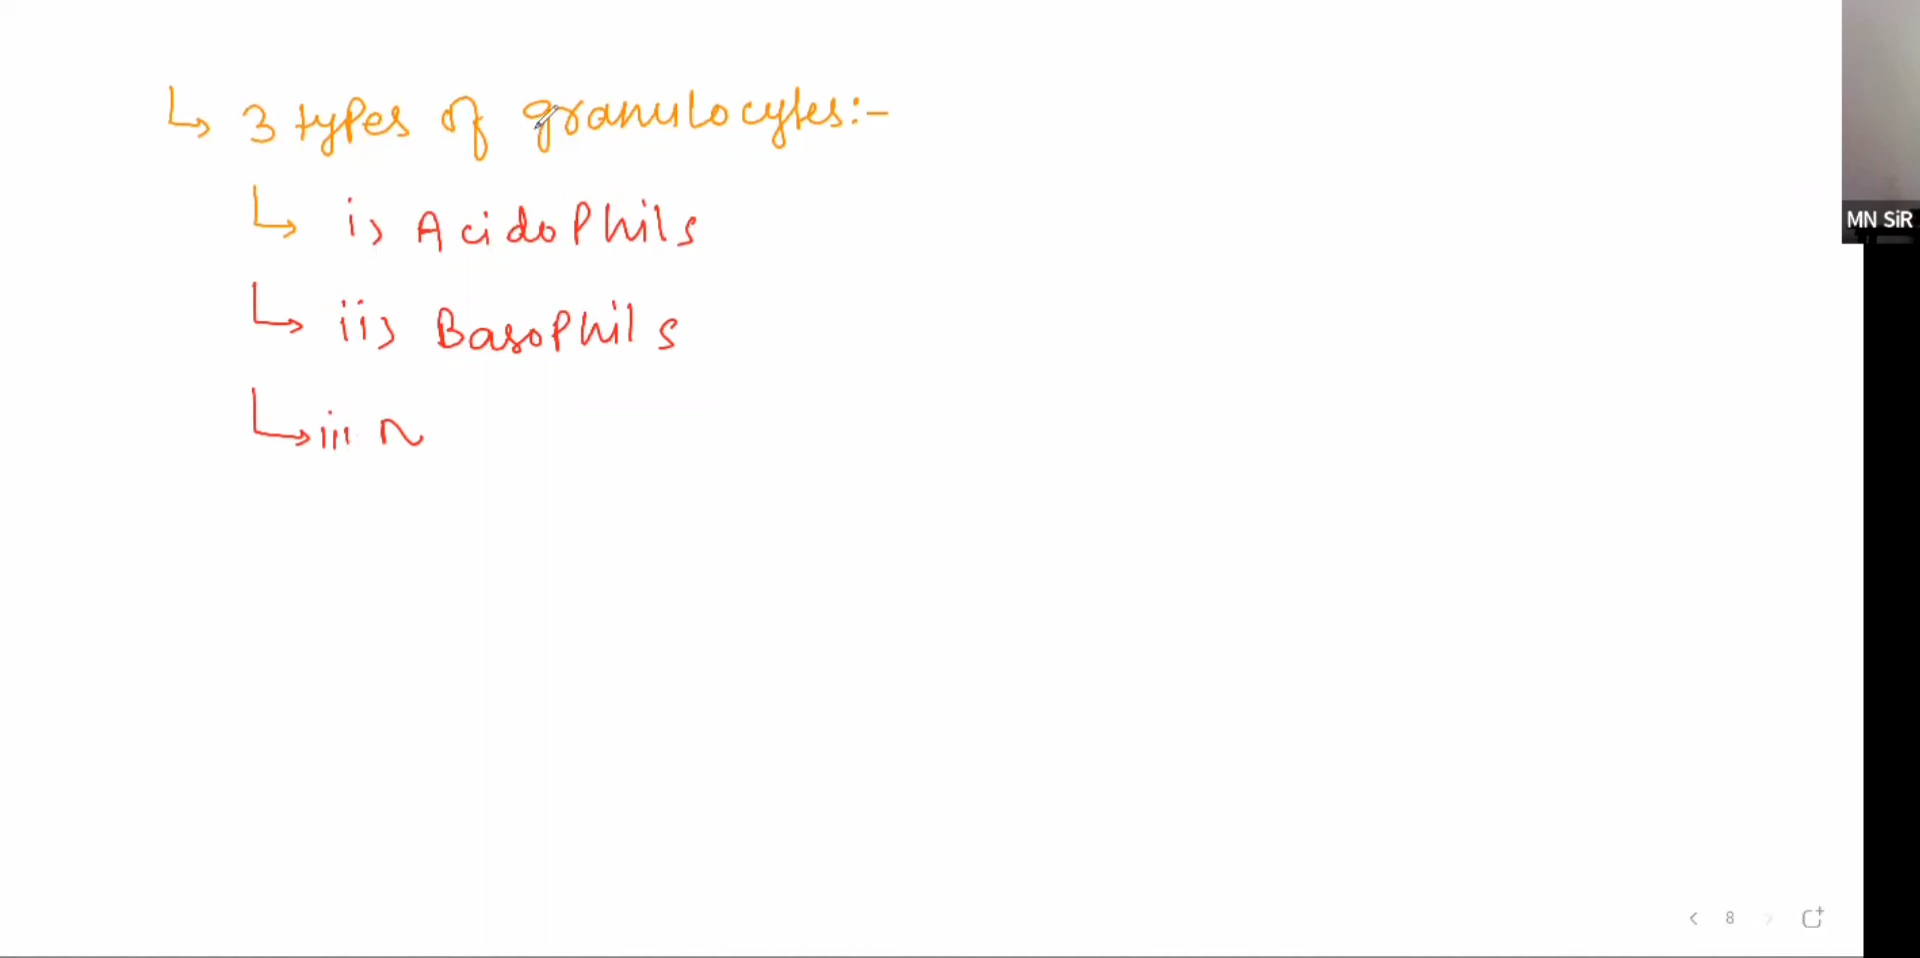 ↳ 3 types of granulocytes:-
↳ i) Acidophils
↳ ii) Basophils
↳ iii N
MN SiR
< 8 >